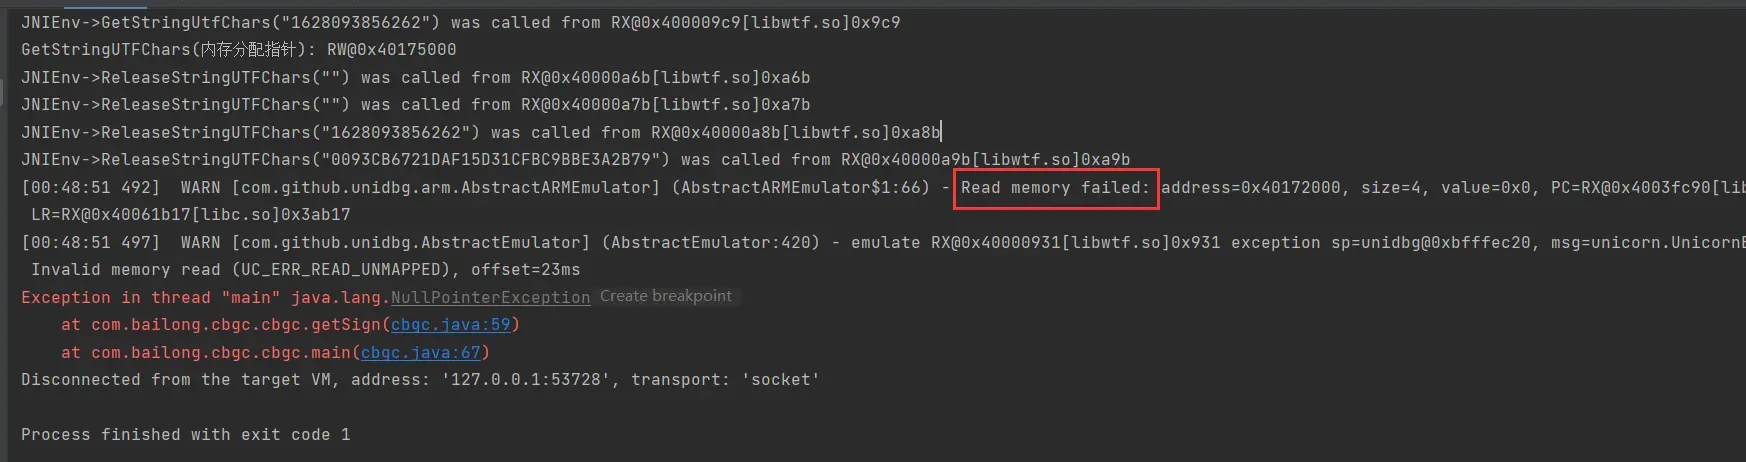 JNIEnv->GetStringUtfChars("1628093856262") was called from RX@0x400009c9[libwtf.so]0x9c9
GetStringUTFChars(内存分配指针): RW@0x40175000
JNIEnv->ReleaseStringUTFChars("") was called from RX@0x40000a6b[libwtf.so]0xa6b
JNIEnv->ReleaseStringUTFChars("") was called from RX@0x40000a7b[libwtf.so]0xa7b
JNIEnv->ReleaseStringUTFChars("1628093856262") was called from RX@0x40000a8b[libwtf.so]0xa8b
JNIEnv->ReleaseStringUTFChars("0093CB6721DAF15D31CFBC9BBE3A2B79") was called from RX@0x40000a9b[libwtf.so]0xa9b
[00:48:51 492]  WARN [com.github.unidbg.arm.AbstractARMEmulator] (AbstractARMEmulator$1:66) - Read memory failed: address=0x40172000, size=4, value=0x0, PC=RX@0x4003fc90[lib
LR=RX@0x40061b17[libc.so]0x3ab17
[00:48:51 497]  WARN [com.github.unidbg.AbstractEmulator] (AbstractEmulator:420) - emulate RX@0x40000931[libwtf.so]0x931 exception sp=unidbg@0xbfffec20, msg=unicorn.UnicornE
Invalid memory read (UC_ERR_READ_UNMAPPED), offset=23ms
Exception in thread "main" java.lang.NullPointerException Create breakpoint
at com.bailong.cbgc.cbgc.getSign(cbgc.java:59)
at com.bailong.cbgc.cbgc.main(cbgc.java:67)
Disconnected from the target VM, address: '127.0.0.1:53728', transport: 'socket'
Process finished with exit code 1